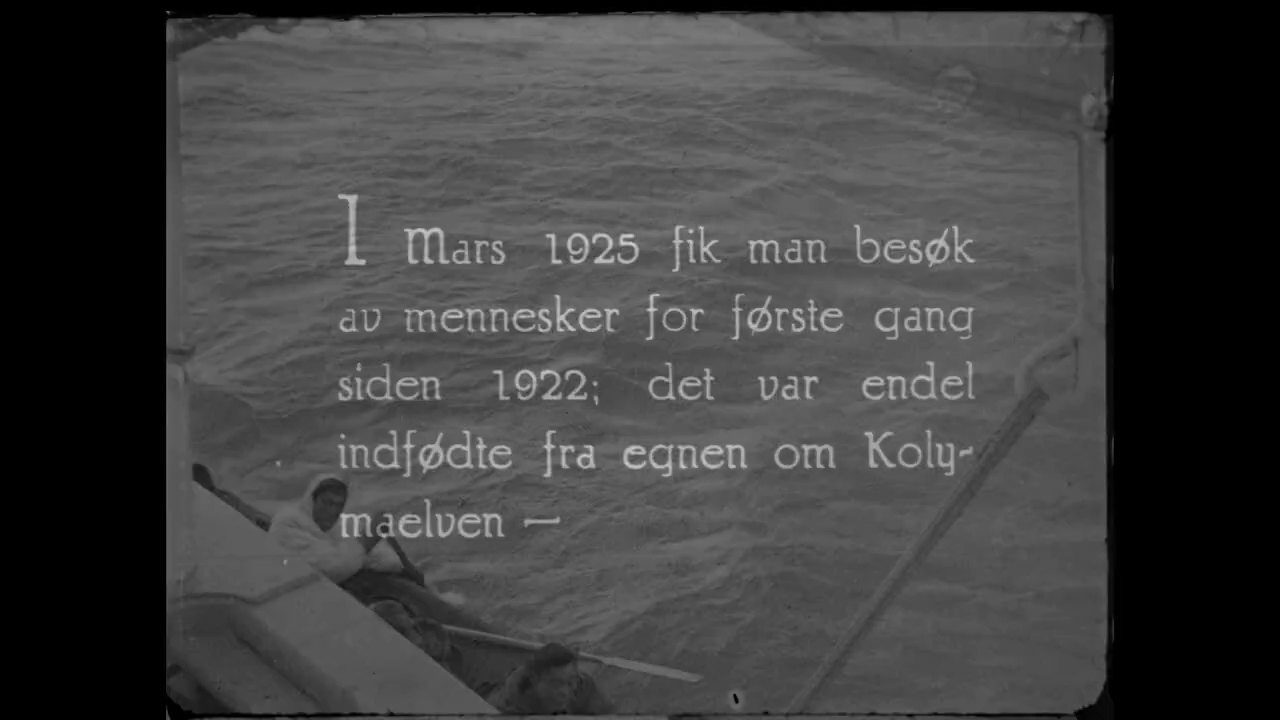 I Mars 1925 fik man besøk
av mennesker for første gang
siden 1922; det var endel
indfødte fra egnen om Koly-
maelven —